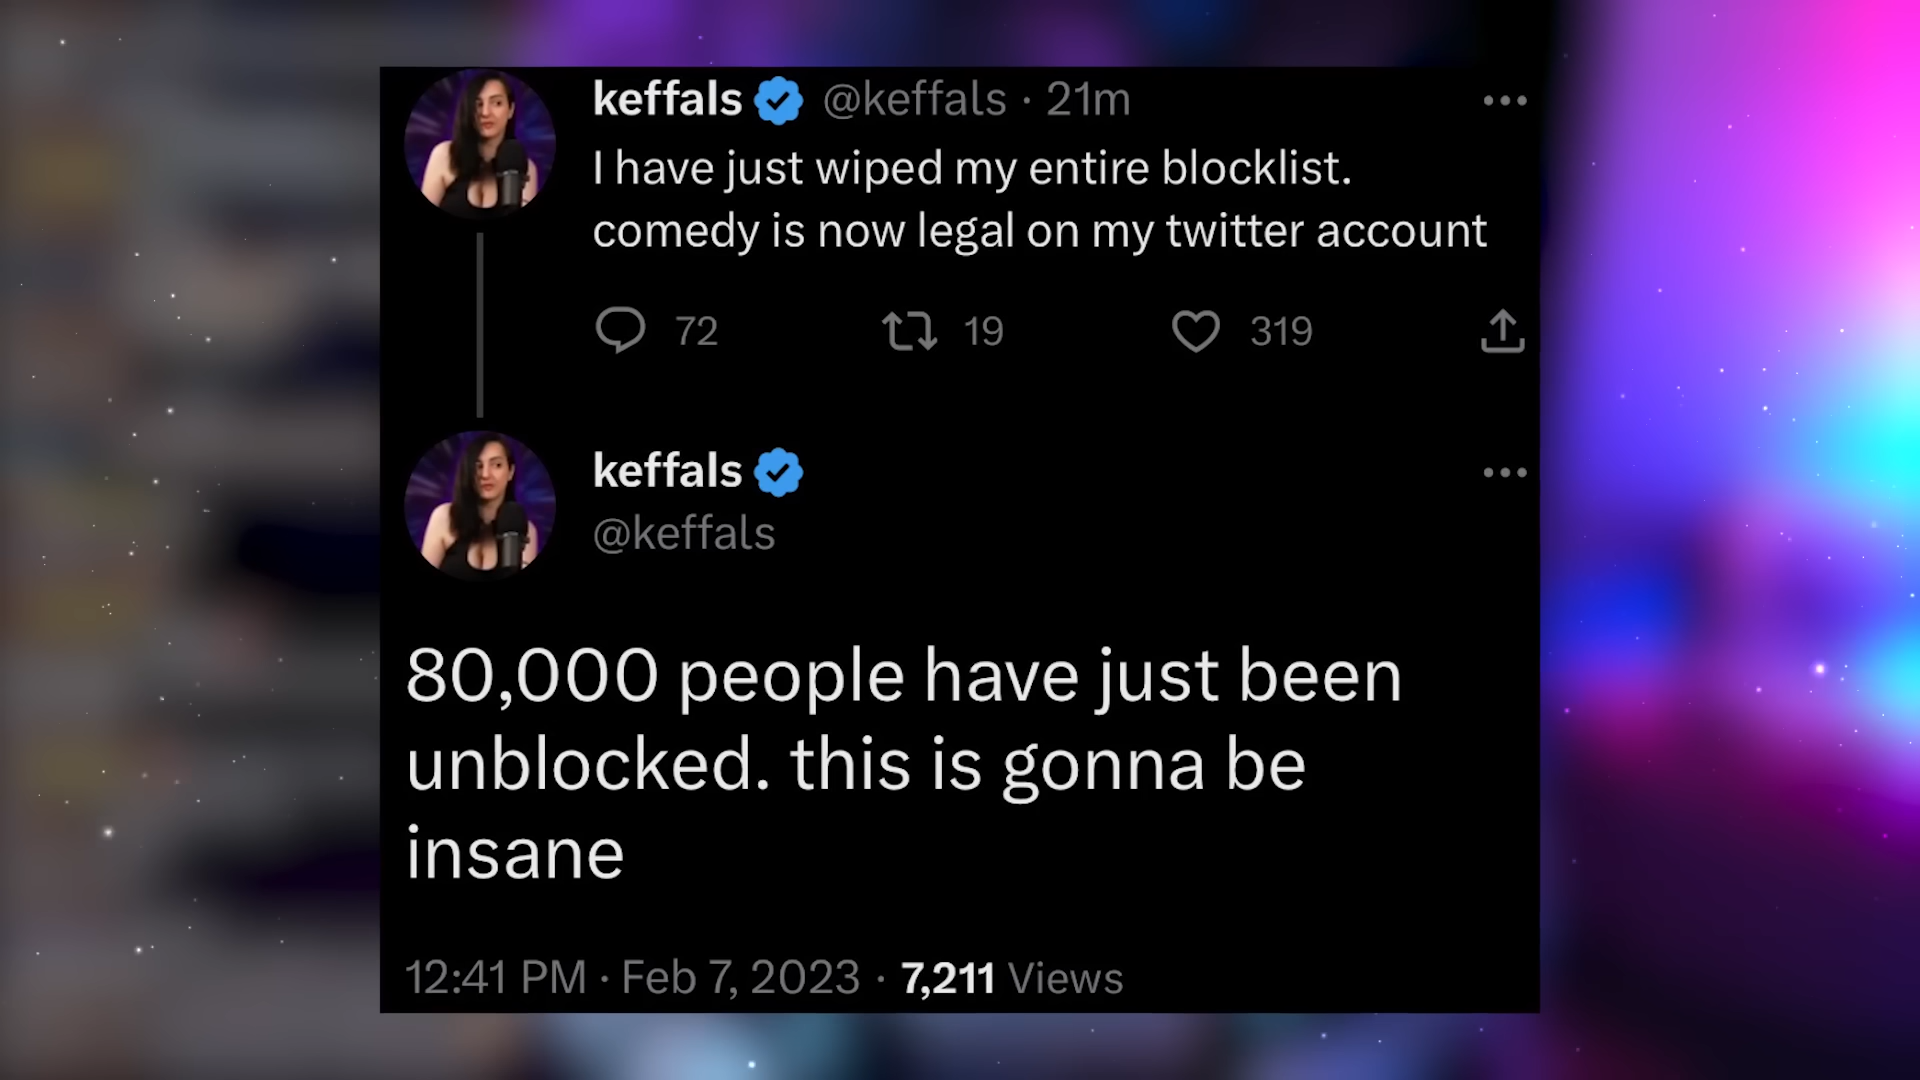 keffals @keffals · 21m
I have just wiped my entire blocklist.
comedy is now legal on my twitter account
72 19 319
keffals
@keffals
80,000 people have just been
unblocked. this is gonna be
insane
12:41 PM · Feb 7, 2023 · 7,211 Views